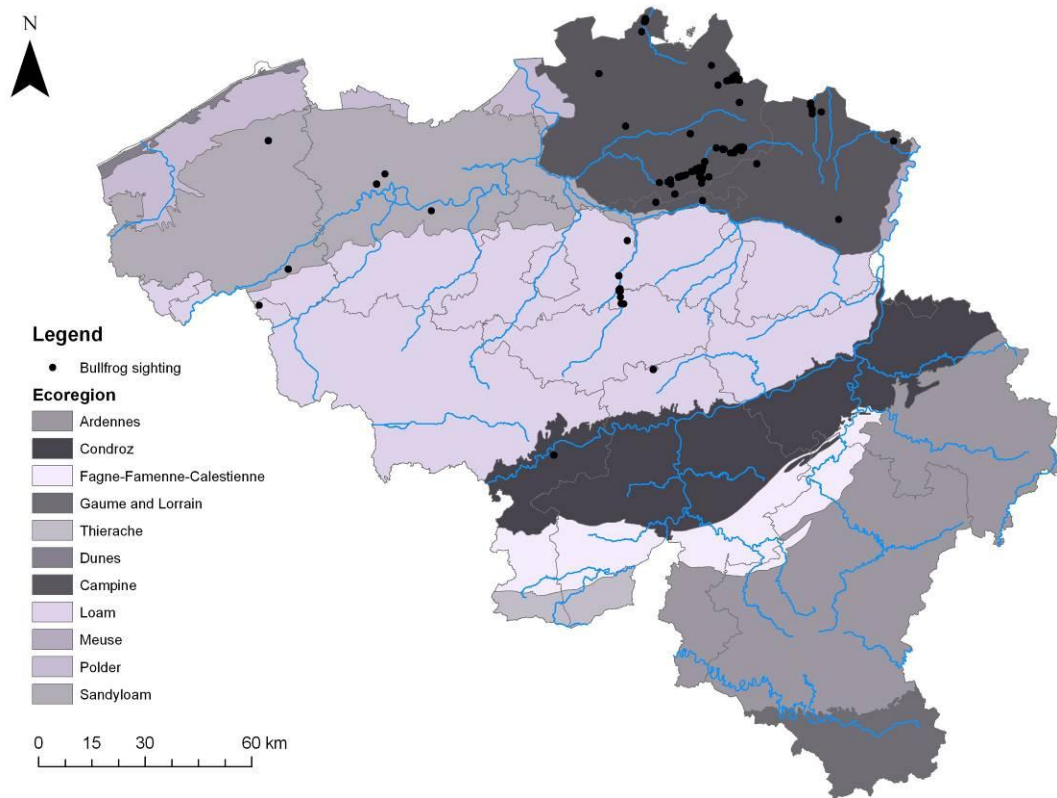 N
Legend
Bullfrog sighting
Ecoregion
Ardennes
Condroz
Fagne-Famenne-Calestienne
Gaume and Lorrain
Thierache
Dunes
Campine
Loam
Meuse
Polder
Sandyloam
0 15 30 60 km